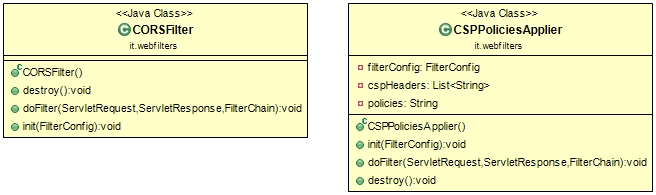 <<Java Class>>
CORSFilter
it.webfilters
CORSFilter()
destroy():void
doFilter(ServletRequest,ServletResponse,FilterChain):void
init(FilterConfig):void
<<Java Class>>
CSPPoliciesApplier
it.webfilters
filterConfig: FilterConfig
cspHeaders: List<String>
policies: String
CSPPoliciesApplier()
init(FilterConfig):void
doFilter(ServletRequest,ServletResponse,FilterChain):void
destroy():void